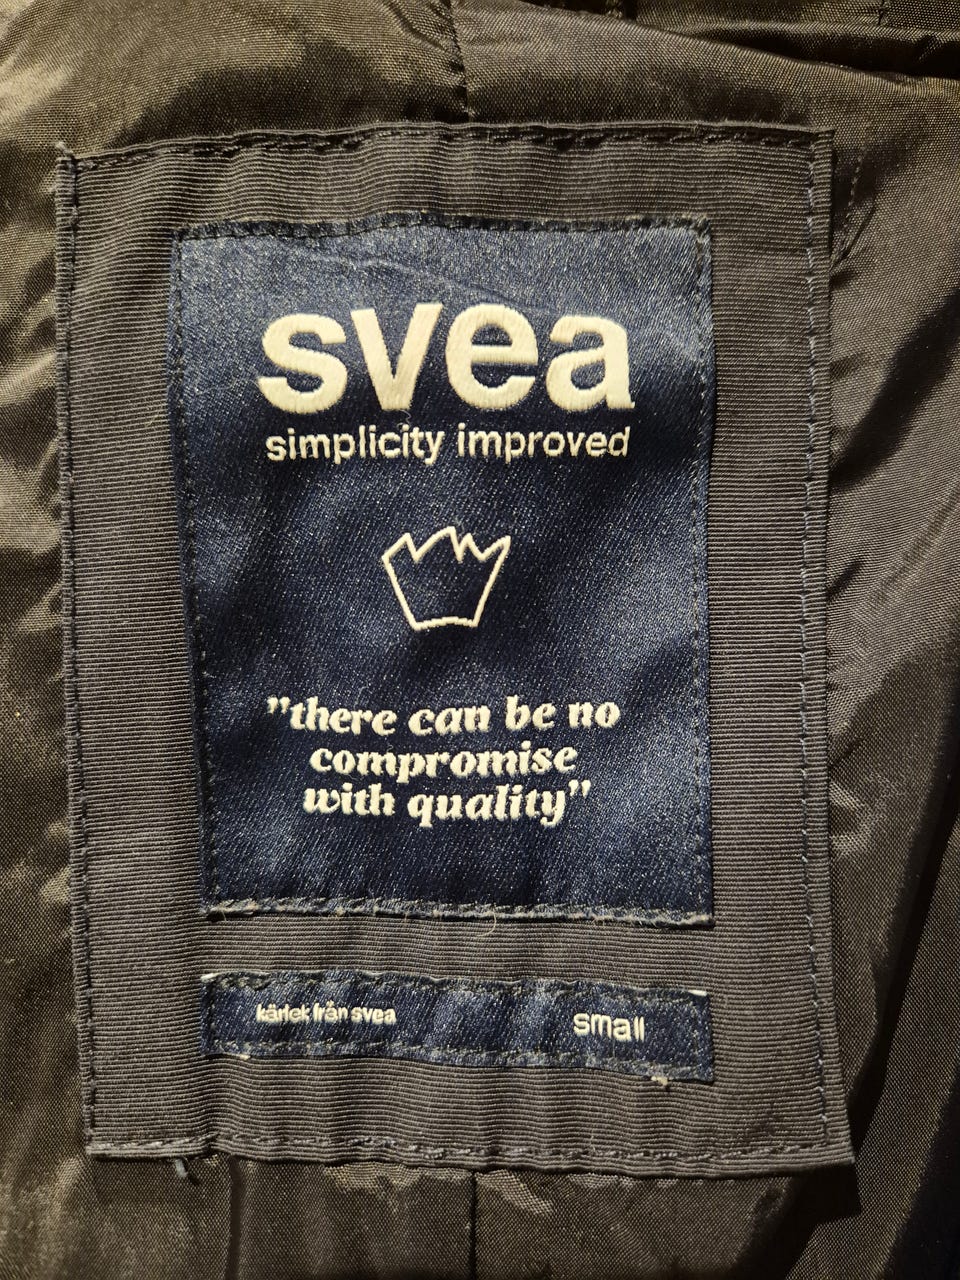 svea
simplicity improved
"there can be no
compromise
with quality"
kärlek från svea
small